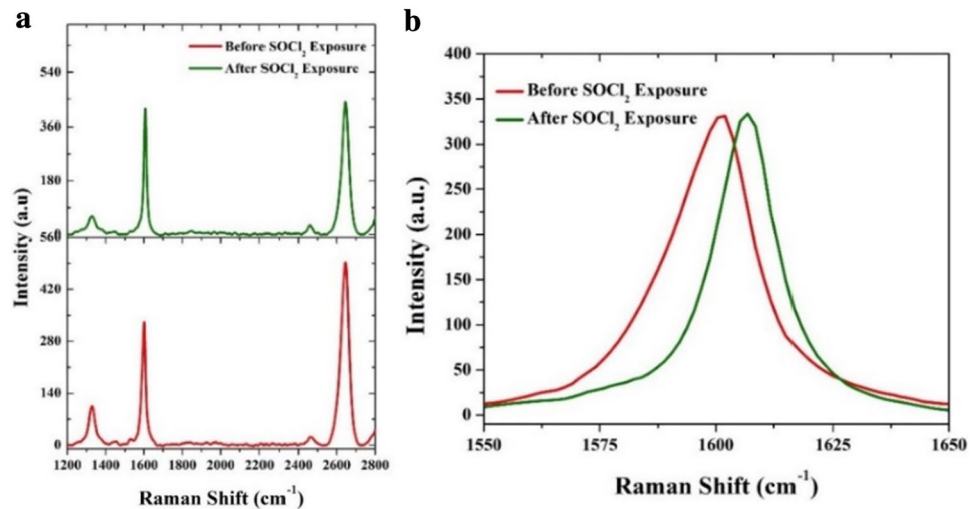 a
Before SOCl₂ Exposure
After SOCl₂ Exposure
540
360
180
0
560
420
280
140
0
1200 1400 1600 1800 2000 2200 2400 2600 2800
Intensity (a.u)
Raman Shift (cm⁻¹)
b
Before SOCl₂ Exposure
After SOCl₂ Exposure
400
350
300
250
200
150
100
50
0
1550 1575 1600 1625 1650
Intensity (a.u.)
Raman Shift (cm⁻¹)